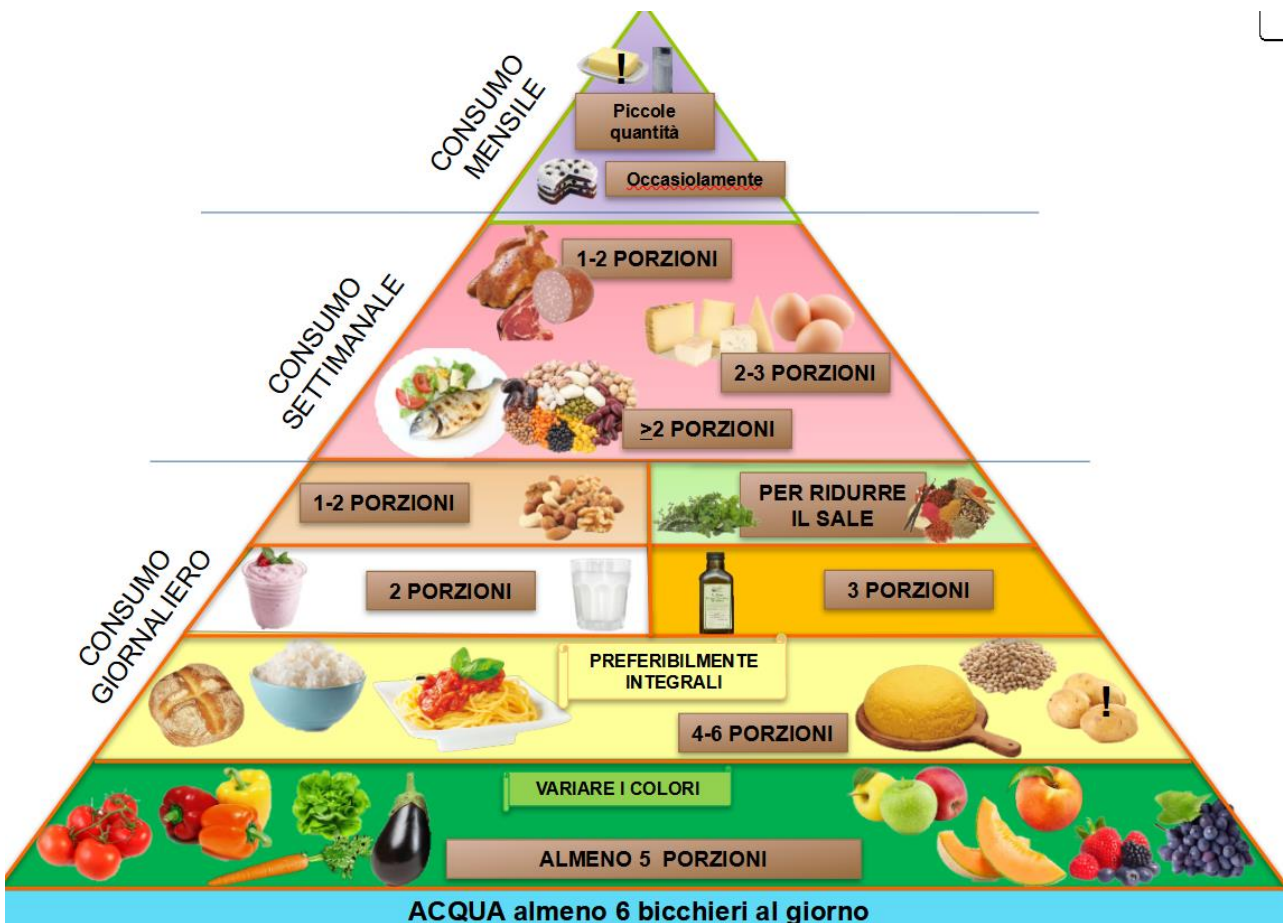 CONSUMO
MENSILE
!
Piccole
quantità
Occasiolamente
CONSUMO
SETTIMANALE
1-2 PORZIONI
2-3 PORZIONI
≥2 PORZIONI
CONSUMO
GIORNALIERO
1-2 PORZIONI
PER RIDURRE
IL SALE
2 PORZIONI
3 PORZIONI
PREFERIBILMENTE
INTEGRALI
!
4-6 PORZIONI
VARIARE I COLORI
ALMENO 5 PORZIONI
ACQUA almeno 6 bicchieri al giorno